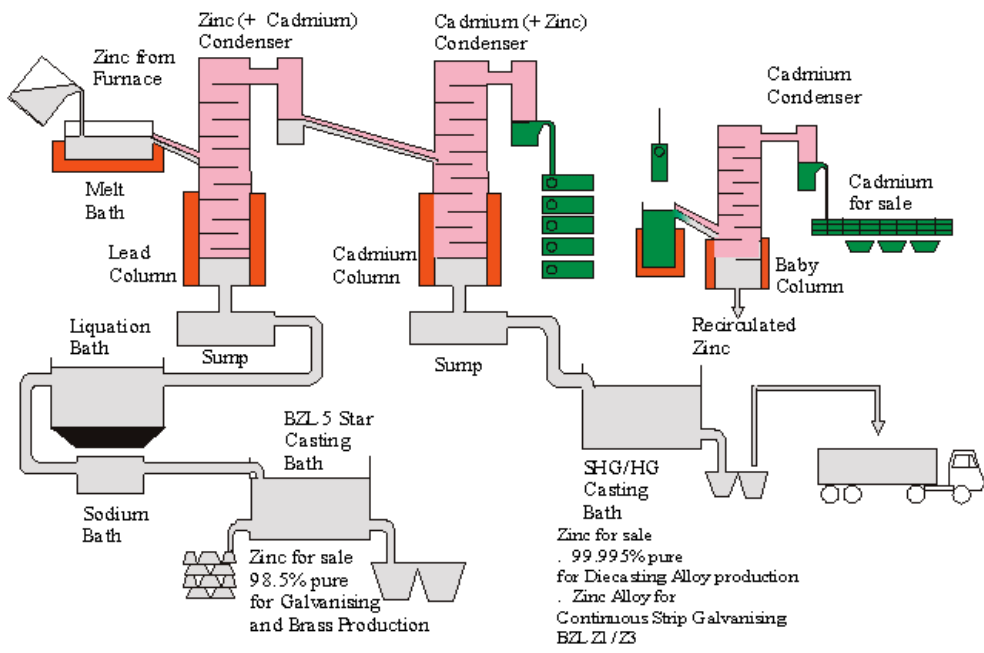 Zinc (+ Cadmium)
Condenser
Cadmium (+ Zinc)
Condenser
Zinc from
Furnace
Cadmium
Condenser
Melt
Bath
Cadmium
for sale
Lead
Column
Cadmium
Column
Baby
Column
Liquation
Bath
Sump
Sump
Recirculated
Zinc
BZL 5 Star
Casting
Bath
SHG/HG
Casting
Bath
Sodium
Bath
Zinc for sale
98.5% pure
for Galvanising
and Brass Production
Zinc for sale
. 99.995% pure
for Diecasting Alloy production
. Zinc Alloy for
Continuous Strip Galvanising
BZL Z1/Z3